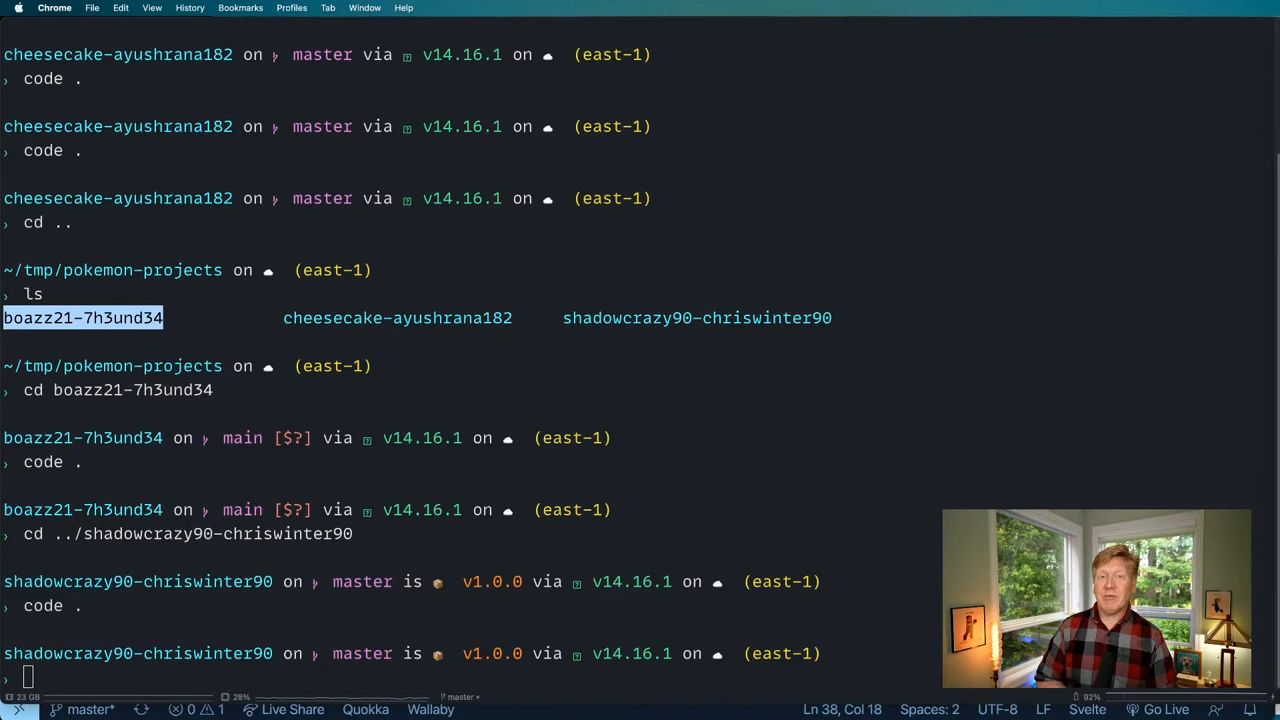 Chrome File Edit View History Bookmarks Profiles Tab Window Help
cheesecake-ayushrana182 on master via v14.16.1 on (east-1)
› code .
cheesecake-ayushrana182 on master via v14.16.1 on (east-1)
› code .
cheesecake-ayushrana182 on master via v14.16.1 on (east-1)
› cd ..
~/tmp/pokemon-projects on (east-1)
› ls
boazz21-7h3und34 cheesecake-ayushrana182 shadowcrazy90-chriswinter90
~/tmp/pokemon-projects on (east-1)
› cd boazz21-7h3und34
boazz21-7h3und34 on main [$?] via v14.16.1 on (east-1)
› code .
boazz21-7h3und34 on main [$?] via v14.16.1 on (east-1)
› cd ../shadowcrazy90-chriswinter90
shadowcrazy90-chriswinter90 on master is v1.0.0 via v14.16.1 on (east-1)
› code .
shadowcrazy90-chriswinter90 on master is v1.0.0 via v14.16.1 on (east-1)
›
23 GB 28% master 92%
master* 0 1 Live Share Quokka Wallaby Ln 38, Col 18 Spaces: 2 UTF-8 LF Svelte Go Live